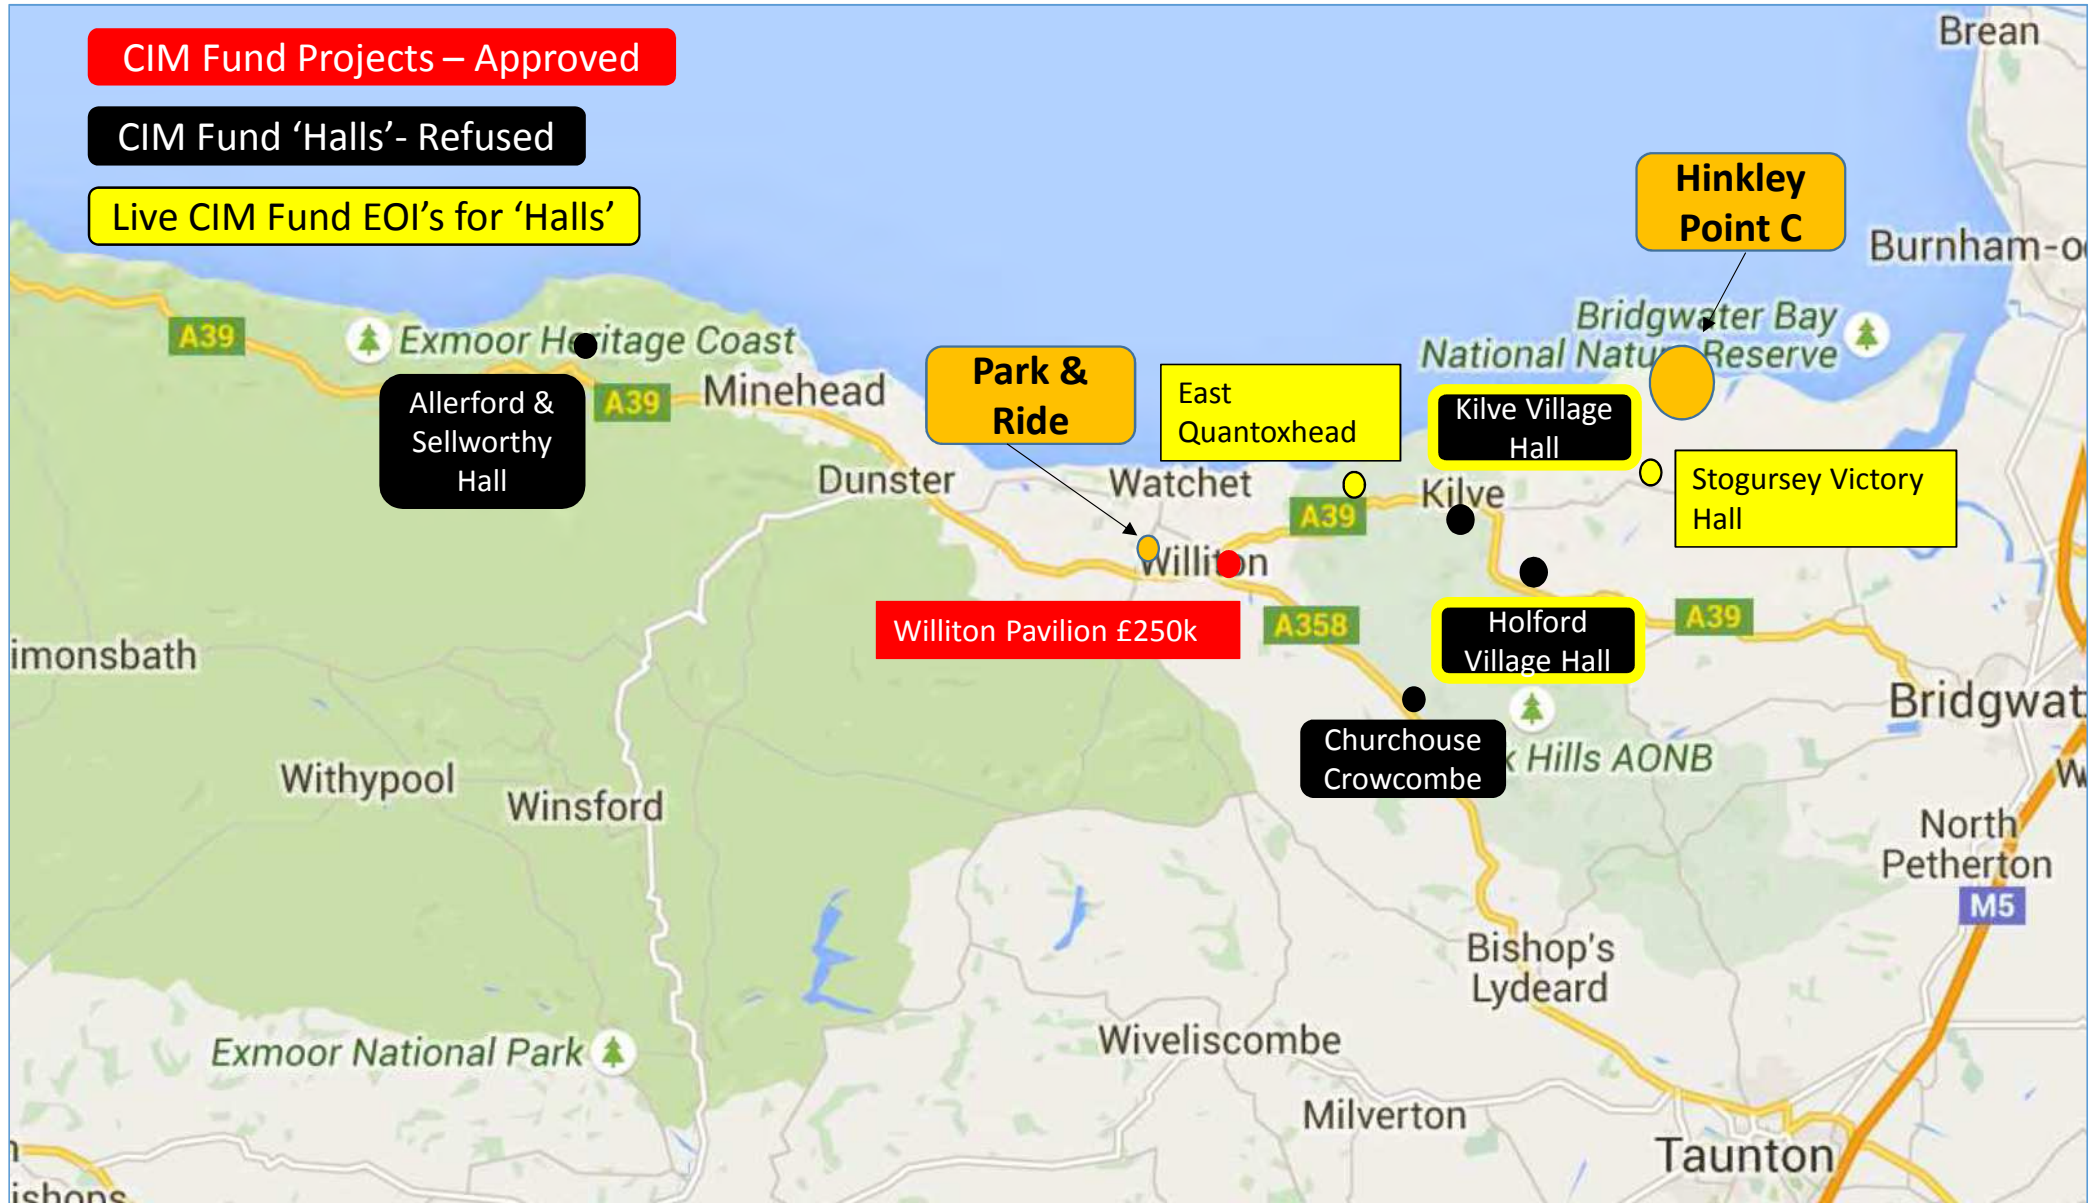 CIM Fund Projects – Approved
CIM Fund ‘Halls’- Refused
Live CIM Fund EOI’s for ‘Halls’
Brean
Hinkley
Point C
Burnham-o
Bridgwater Bay
National Nature Reserve
A39
Exmoor Heritage Coast
A39
Minehead
Allerford &
Sellworthy
Hall
Park &
Ride
East
Quantoxhead
Kilve Village
Hall
Dunster
Watchet
A39
Kilve
Stogursey Victory
Hall
Williton
Williton Pavilion £250k
A358
Holford
Village Hall
A39
imonsbath
Bridgwat
Churchouse
Crowcombe
k Hills AONB
W
Withypool
Winsford
North
Petherton
M5
Bishop's
Lydeard
Exmoor National Park
Wiveliscombe
Milverton
Taunton
ishops